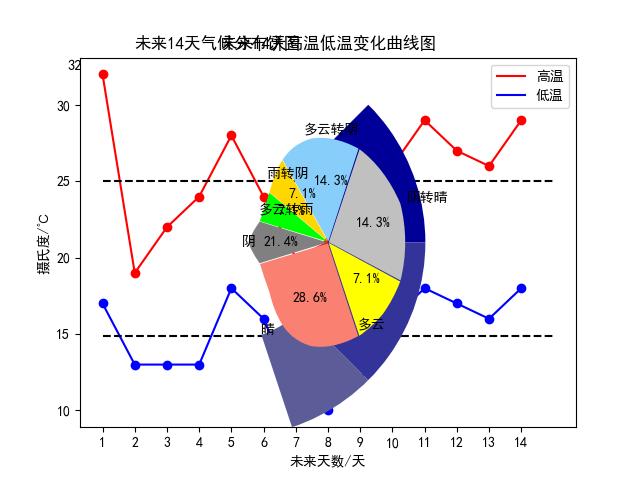 未来14天气候分布饼图
未来14天高温低温变化曲线图
32
30
25
20
15
10
摄氏度/℃
高温
低温
多云转阴
雨转阴
14.3%
7.1%
多云转雨
7.1%
阴转晴
14.3%
阴
21.4%
7.1%
28.6%
多云
晴
1 2 3 4 5 6 7 8 9 10 11 12 13 14
未来天数/天